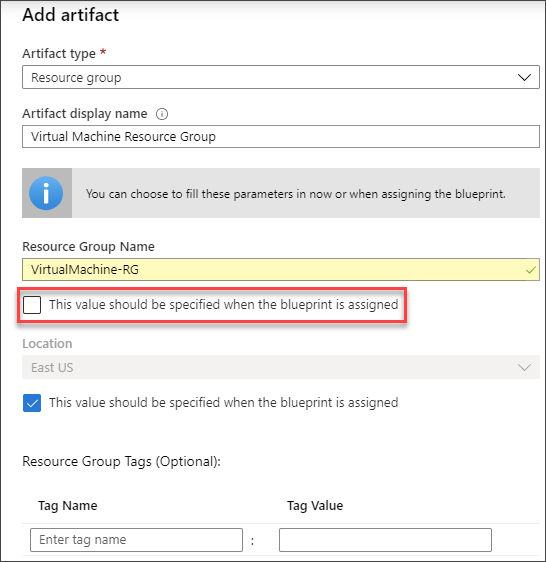 Add artifact
Artifact type *
Resource group
Artifact display name
Virtual Machine Resource Group
You can choose to fill these parameters in now or when assigning the blueprint.
Resource Group Name
VirtualMachine-RG
This value should be specified when the blueprint is assigned
Location
East US
This value should be specified when the blueprint is assigned
Resource Group Tags (Optional):
Tag Name Tag Value
Enter tag name :